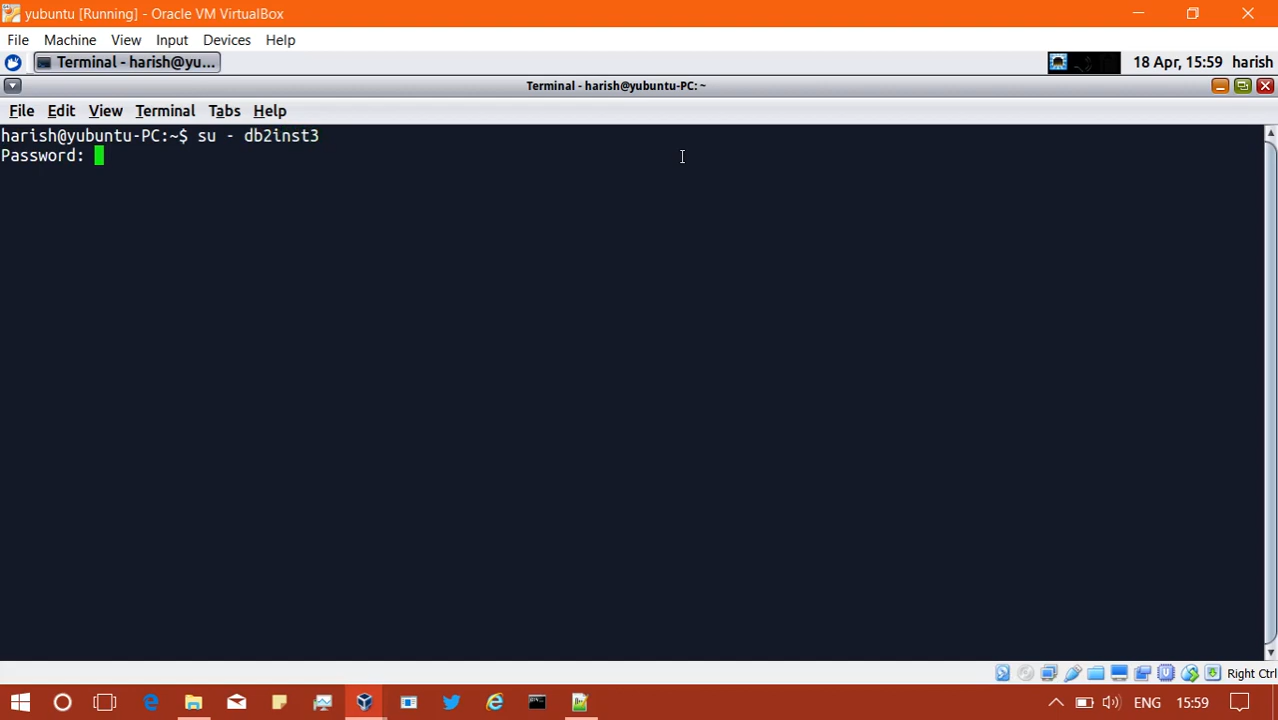 yubuntu [Running] - Oracle VM VirtualBox
File Machine View Input Devices Help
Terminal - harish@yu... 18 Apr, 15:59 harish
Terminal - harish@yubuntu-PC: ~
File Edit View Terminal Tabs Help
harish@yubuntu-PC:~$ su - db2inst3
Password:
Right Ctrl
ENG 15:59